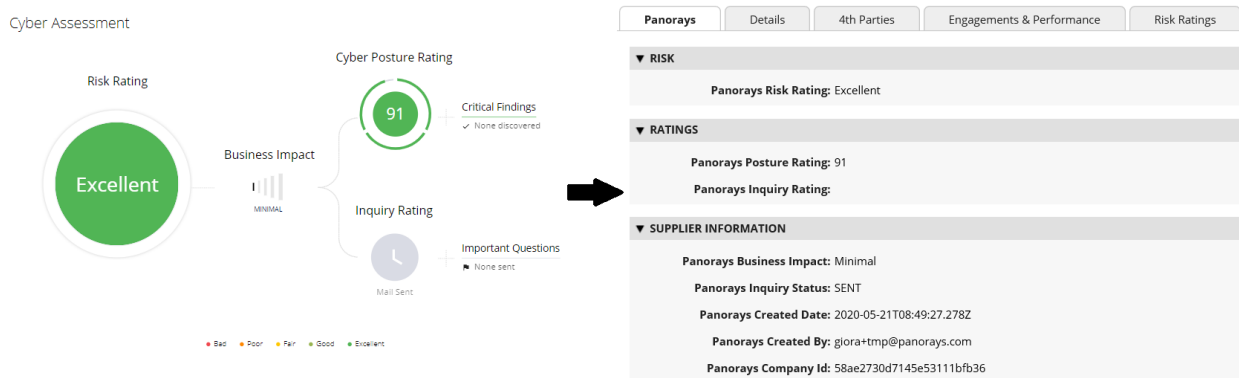 Cyber Assessment
Risk Rating
Excellent
Business Impact
MINIMAL
Cyber Posture Rating
91
Critical Findings
None discovered
Inquiry Rating
Mail Sent
Important Questions
None sent
Bad Poor Fair Good Excellent
Panorays Details 4th Parties Engagements & Performance Risk Ratings
RISK
Panorays Risk Rating: Excellent
RATINGS
Panorays Posture Rating: 91
Panorays Inquiry Rating:
SUPPLIER INFORMATION
Panorays Business Impact: Minimal
Panorays Inquiry Status: SENT
Panorays Created Date: 2020-05-21T08:49:27.278Z
Panorays Created By: giora+tmp@panorays.com
Panorays Company Id: 58ae2730d7145e53111bfb36